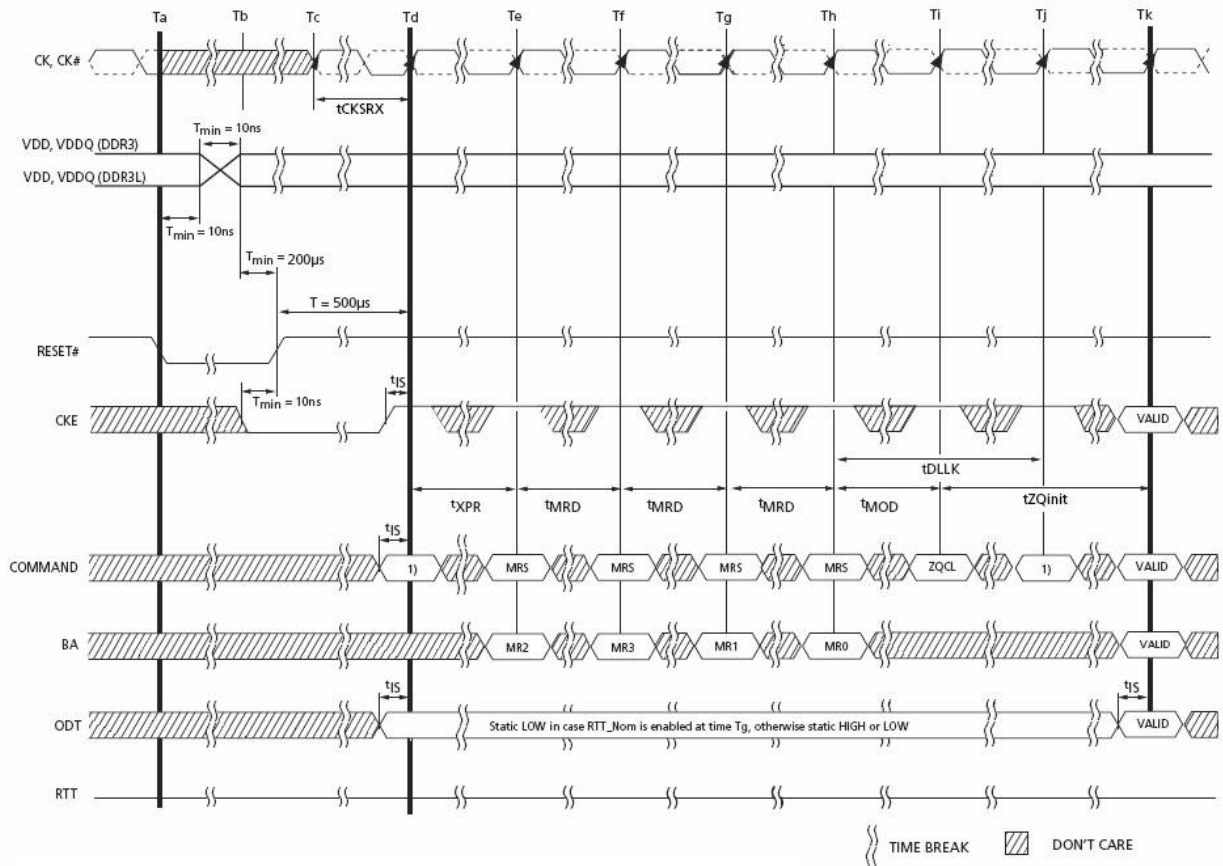 Ta Tb Tc Td Te Tf Tg Th Ti Tj Tk
CK, CK#
tCKSRX
Tmin = 10ns
VDD, VDDQ (DDR3)
VDD, VDDQ (DDR3L)
Tmin = 10ns
Tmin = 200µs
T = 500µs
RESET#
tIS
Tmin = 10ns
CKE
VALID
tDLLK
tXPR tMRD tMRD tMRD tMOD tZQinit
tIS
COMMAND 1) MRS MRS MRS MRS ZQCL 1) VALID
BA MR2 MR3 MR1 MR0 VALID
tIS tIS
ODT Static LOW in case RTT_Nom is enabled at time Tg, otherwise static HIGH or LOW VALID
RTT
TIME BREAK DON'T CARE